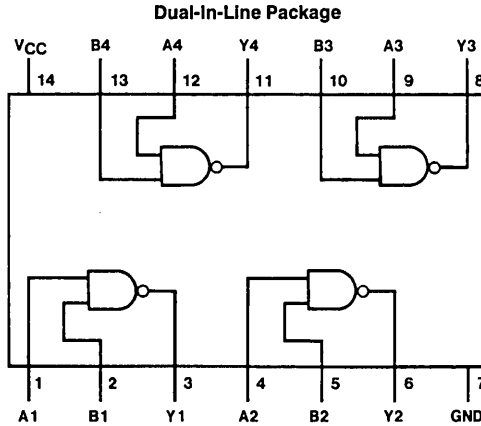 Dual-In-Line Package
VCC B4 A4 Y4 B3 A3 Y3
14 13 12 11 10 9 8
1 2 3 4 5 6 7
A1 B1 Y1 A2 B2 Y2 GND